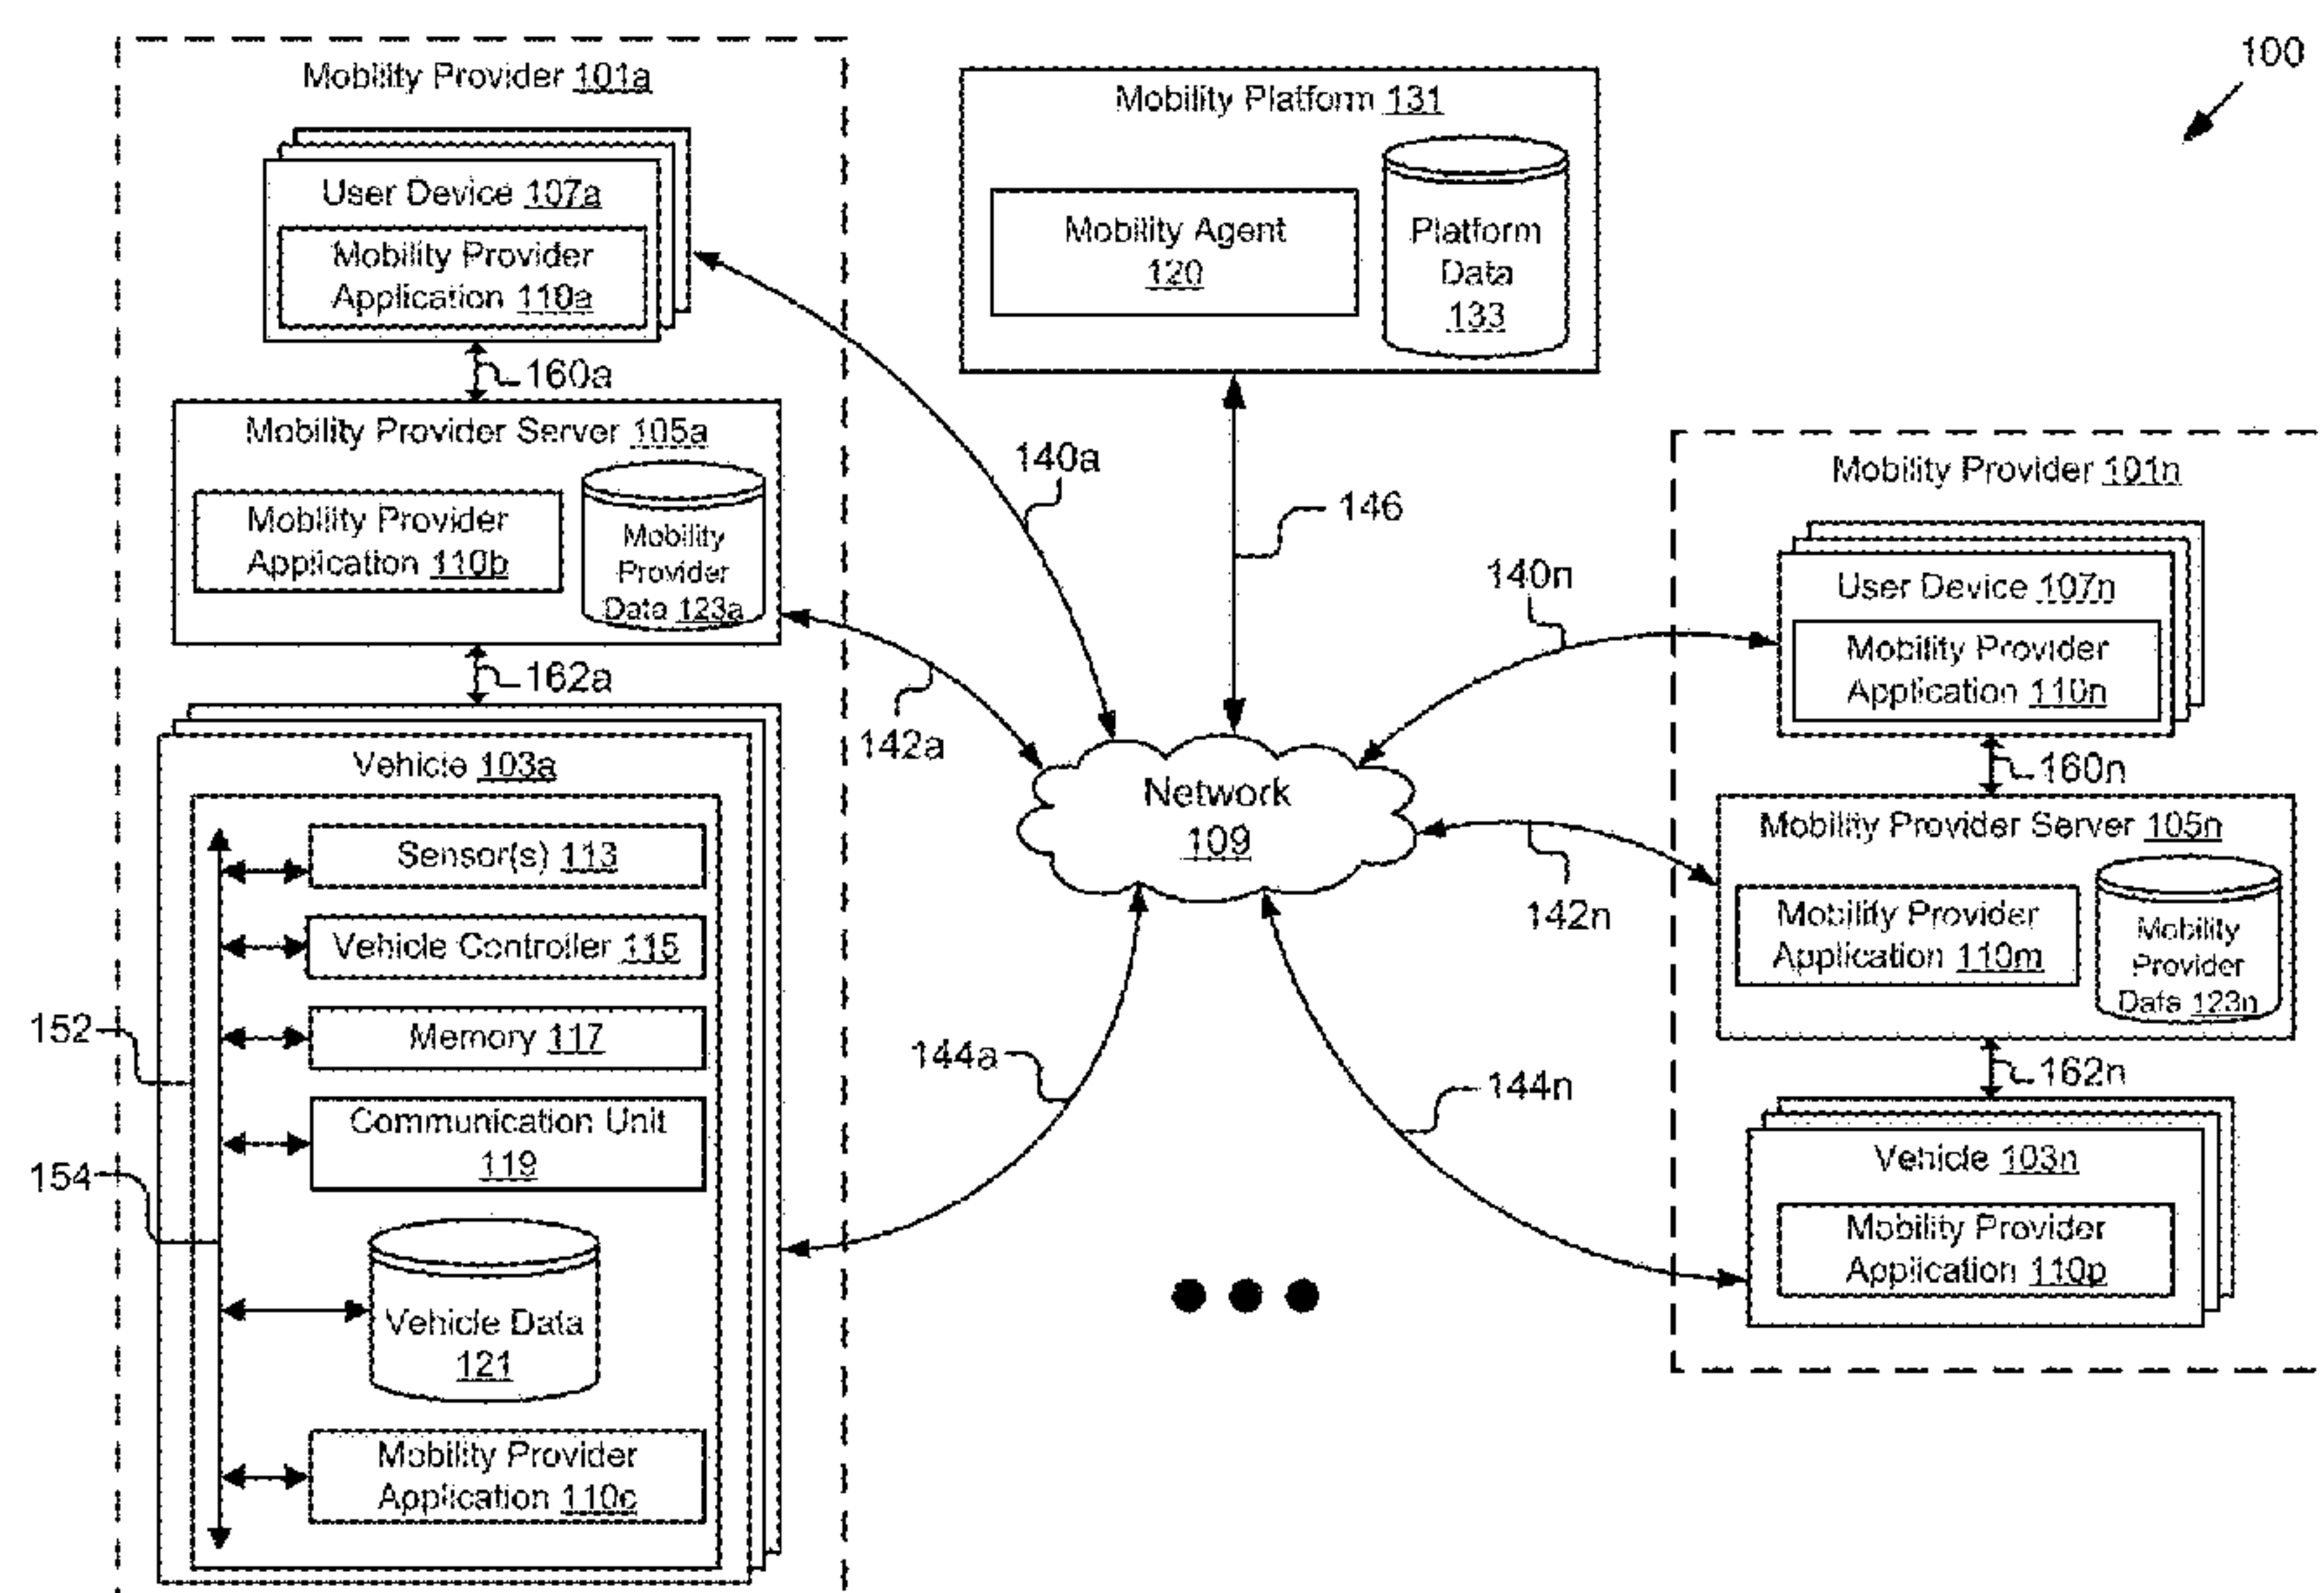 100
Mobility Provider 101a
User Device 107a
Mobility Provider
Application 110a
160a
Mobility Provider Server 105a
Mobility Provider
Application 110b
Mobility
Provider
Data 123a
162a
Vehicle 103a
Sensor(s) 113
Vehicle Controller 115
Memory 117
Communication Unit
119
Vehicle Data
121
Mobility Provider
Application 110c
152
154
Mobility Platform 131
Mobility Agent
120
Platform
Data
133
140a
142a
144a
146
Network
109
140n
142n
144n
Mobility Provider 101n
User Device 107n
Mobility Provider
Application 110n
160n
Mobility Provider Server 105n
Mobility Provider
Application 110m
Mobility
Provider
Data 123n
162n
Vehicle 103n
Mobility Provider
Application 110p